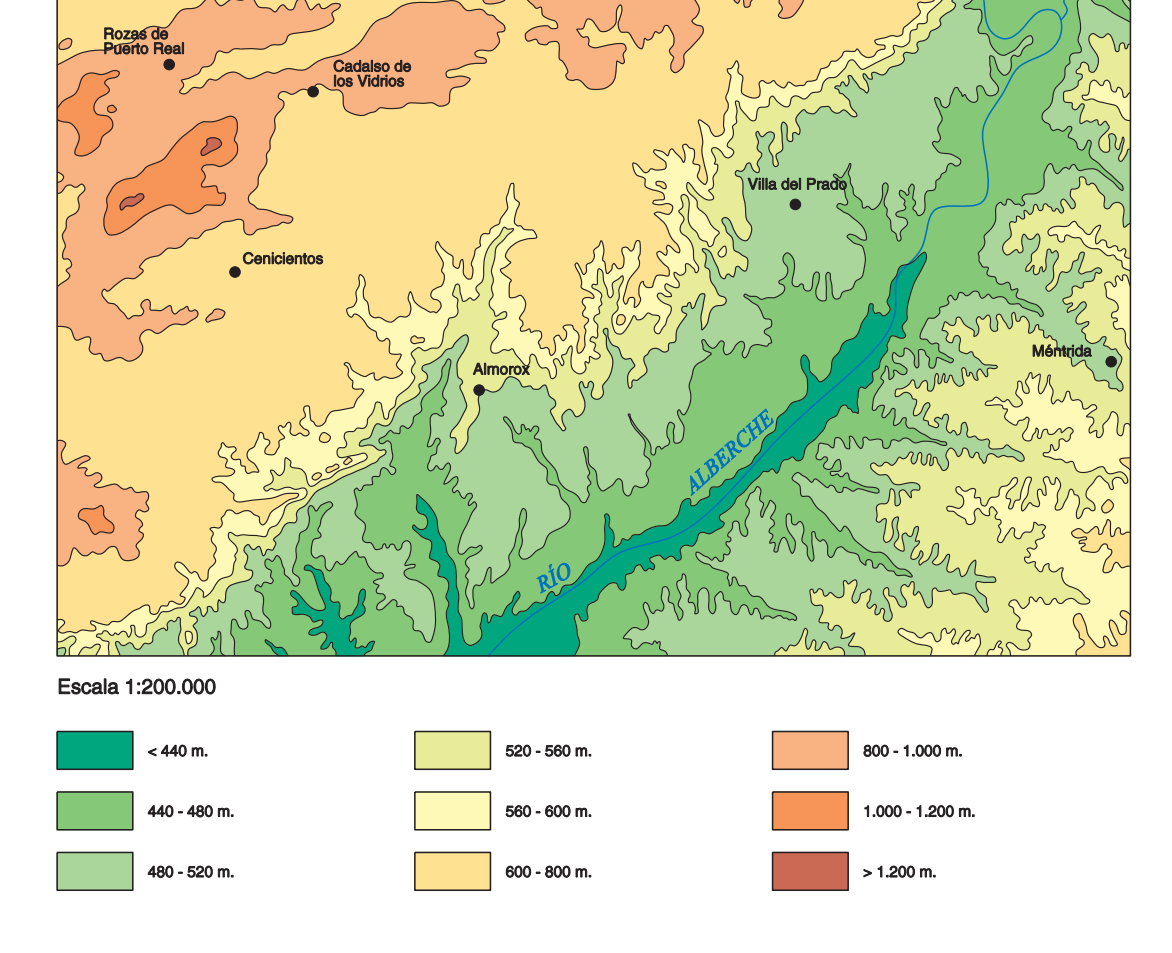 Rozas de
Puerto Real
Cadalso de
los Vidrios
Villa del Prado
Cenicientos
Méntrida
Almorox
RÍO ALBERCHE
Escala 1:200.000
< 440 m.
440 - 480 m.
480 - 520 m.
520 - 560 m.
560 - 600 m.
600 - 800 m.
800 - 1.000 m.
1.000 - 1.200 m.
> 1.200 m.